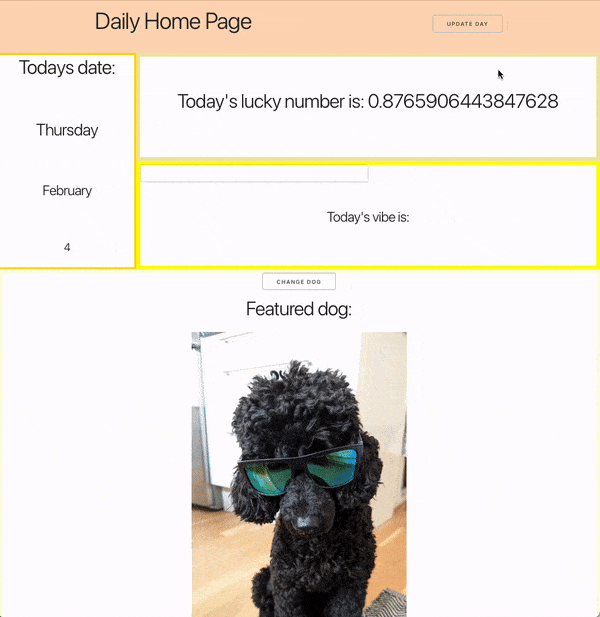 Daily Home Page
UPDATE DAY
Todays date:
Thursday
February
4
Today's lucky number is: 0.8765906443847628
Today's vibe is:
CHANGE DOG
Featured dog: